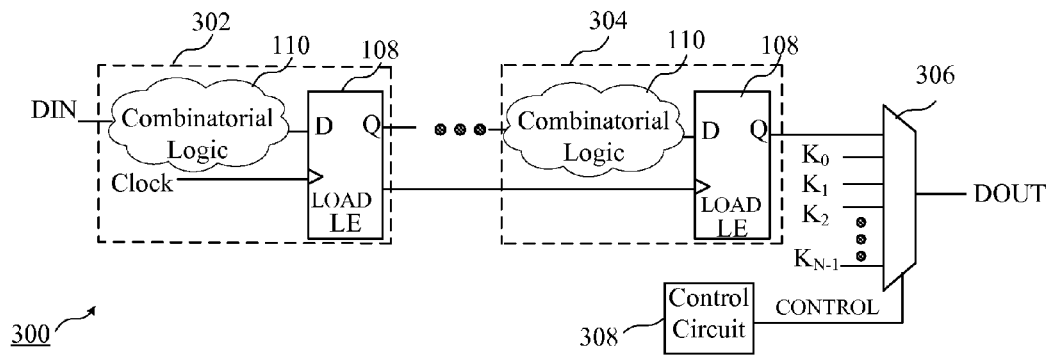 302
110
108
304
110
108
306
DIN
Combinatorial
Logic
D
Q
Clock
LOAD
LE
Combinatorial
Logic
D
Q
LOAD
LE
K0
K1
K2
KN-1
DOUT
Control
Circuit
CONTROL
308
300